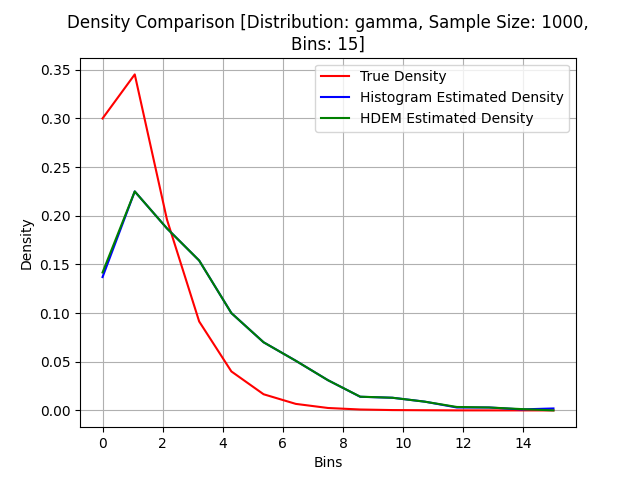 Density Comparison [Distribution: gamma, Sample Size: 1000,
Bins: 15]
True Density
Histogram Estimated Density
HDEM Estimated Density
Density
0.35
0.30
0.25
0.20
0.15
0.10
0.05
0.00
0 2 4 6 8 10 12 14
Bins